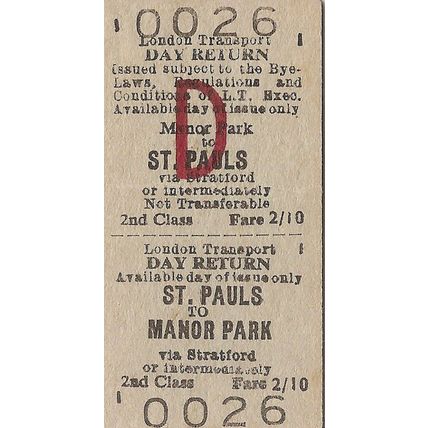 0026
London Transport
DAY RETURN
Issued subject to the Bye-
Laws, Regulations and
Conditions of L.T. Exec.
Available day of issue only
Manor Park
to
ST. PAULS
via Stratford
or intermediately
Not Transferable
2nd Class Fare 2/10
D
London Transport
DAY RETURN
Available day of issue only
ST. PAULS
TO
MANOR PARK
via Stratford
or intermediately
2nd Class Fare 2/10
0026